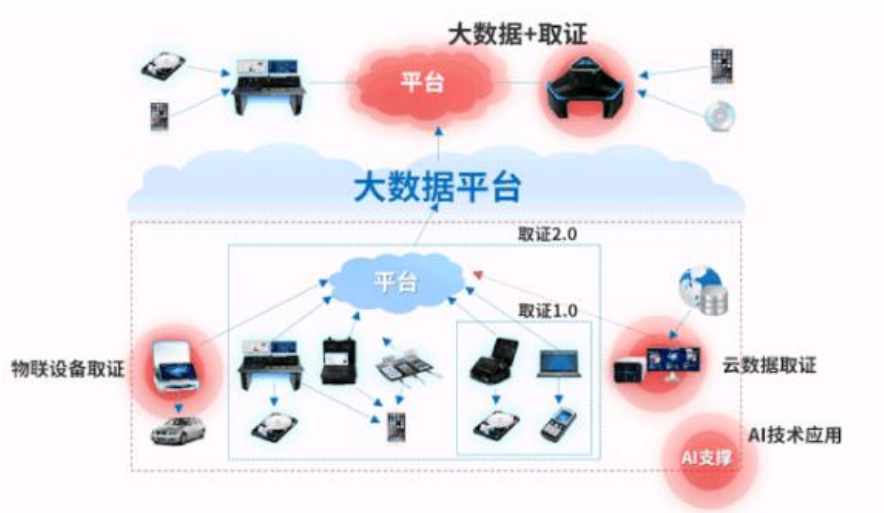 大数据+取证
平台
大数据平台
取证2.0
平台
取证1.0
物联设备取证
云数据取证
AI技术应用
AI支撑